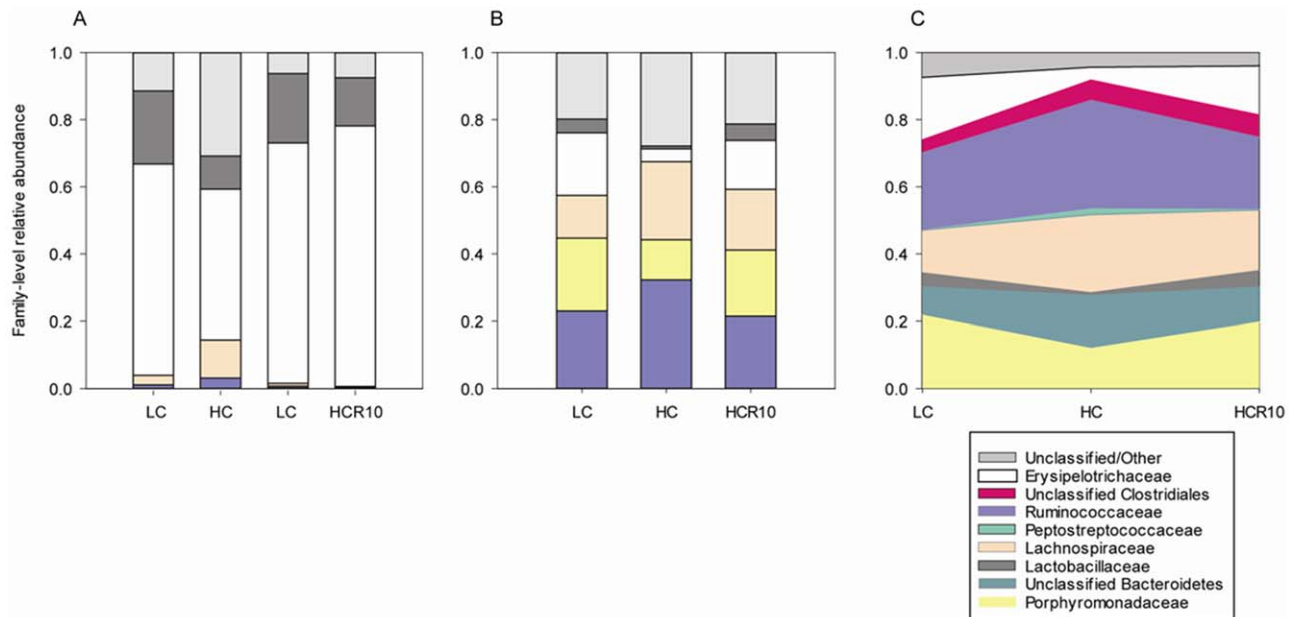 A
B
C
Family-level relative abundance
1.0
0.8
0.6
0.4
0.2
0.0
LC HC LC HCR10
1.0
0.8
0.6
0.4
0.2
0.0
LC HC HCR10
1.0
0.8
0.6
0.4
0.2
0.0
LC HC HCR10
Unclassified/Other
Erysipelotrichaceae
Unclassified Clostridiales
Ruminococcaceae
Peptostreptococcaceae
Lachnospiraceae
Lactobacillaceae
Unclassified Bacteroidetes
Porphyromonadaceae